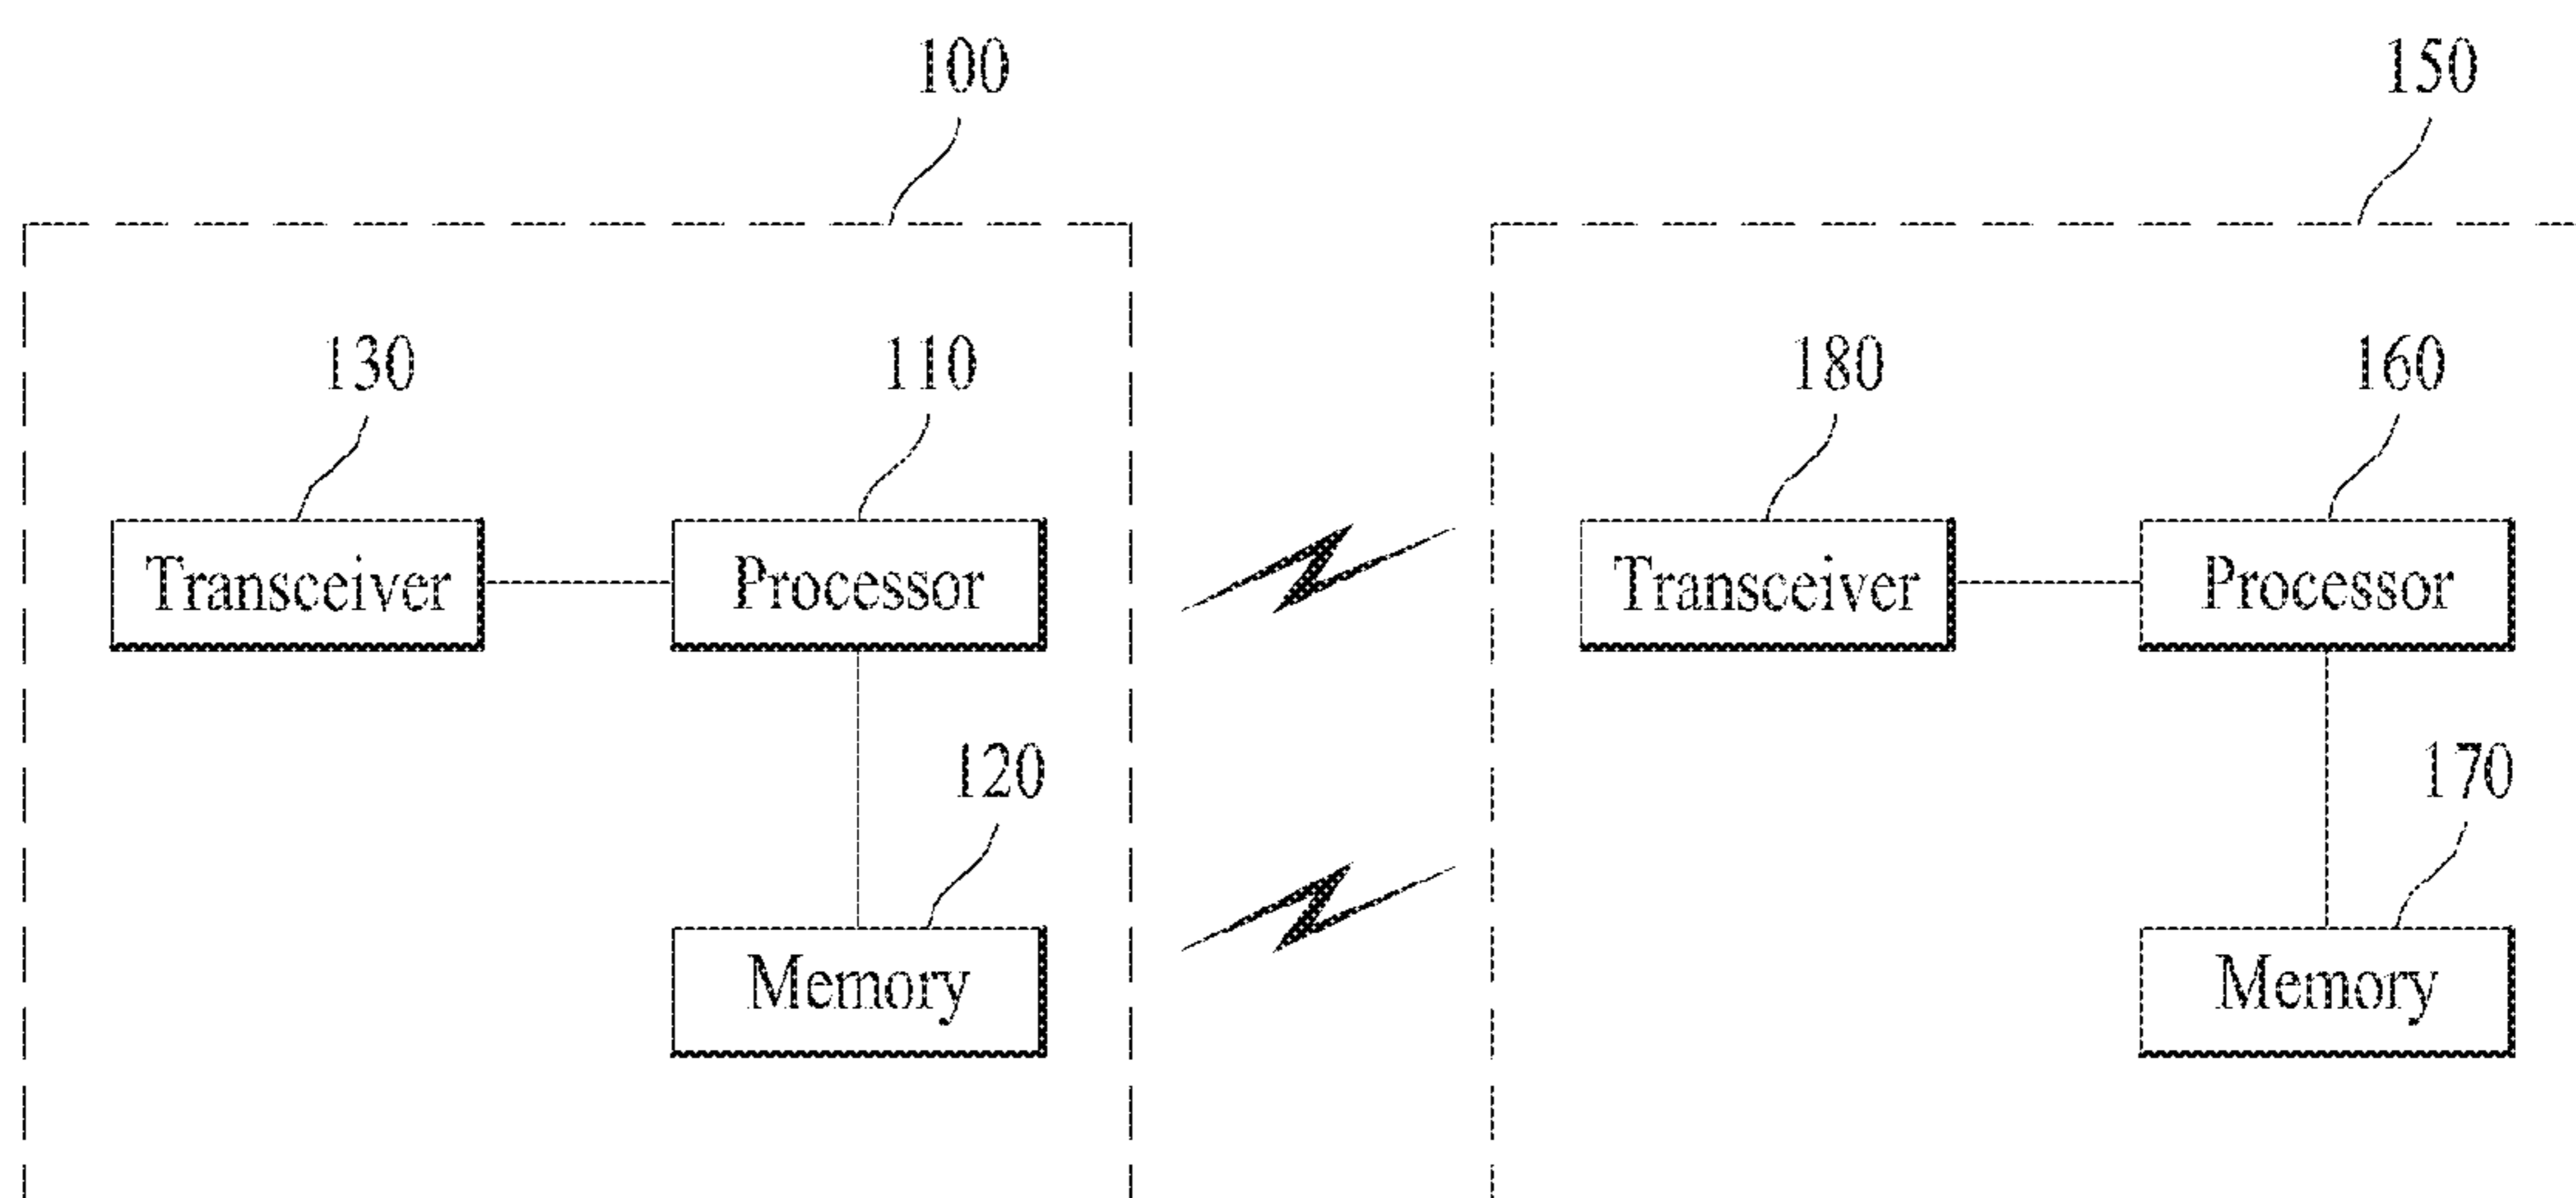 100 150
130 110 180 160
Transceiver Processor Transceiver Processor
120 170
Memory Memory